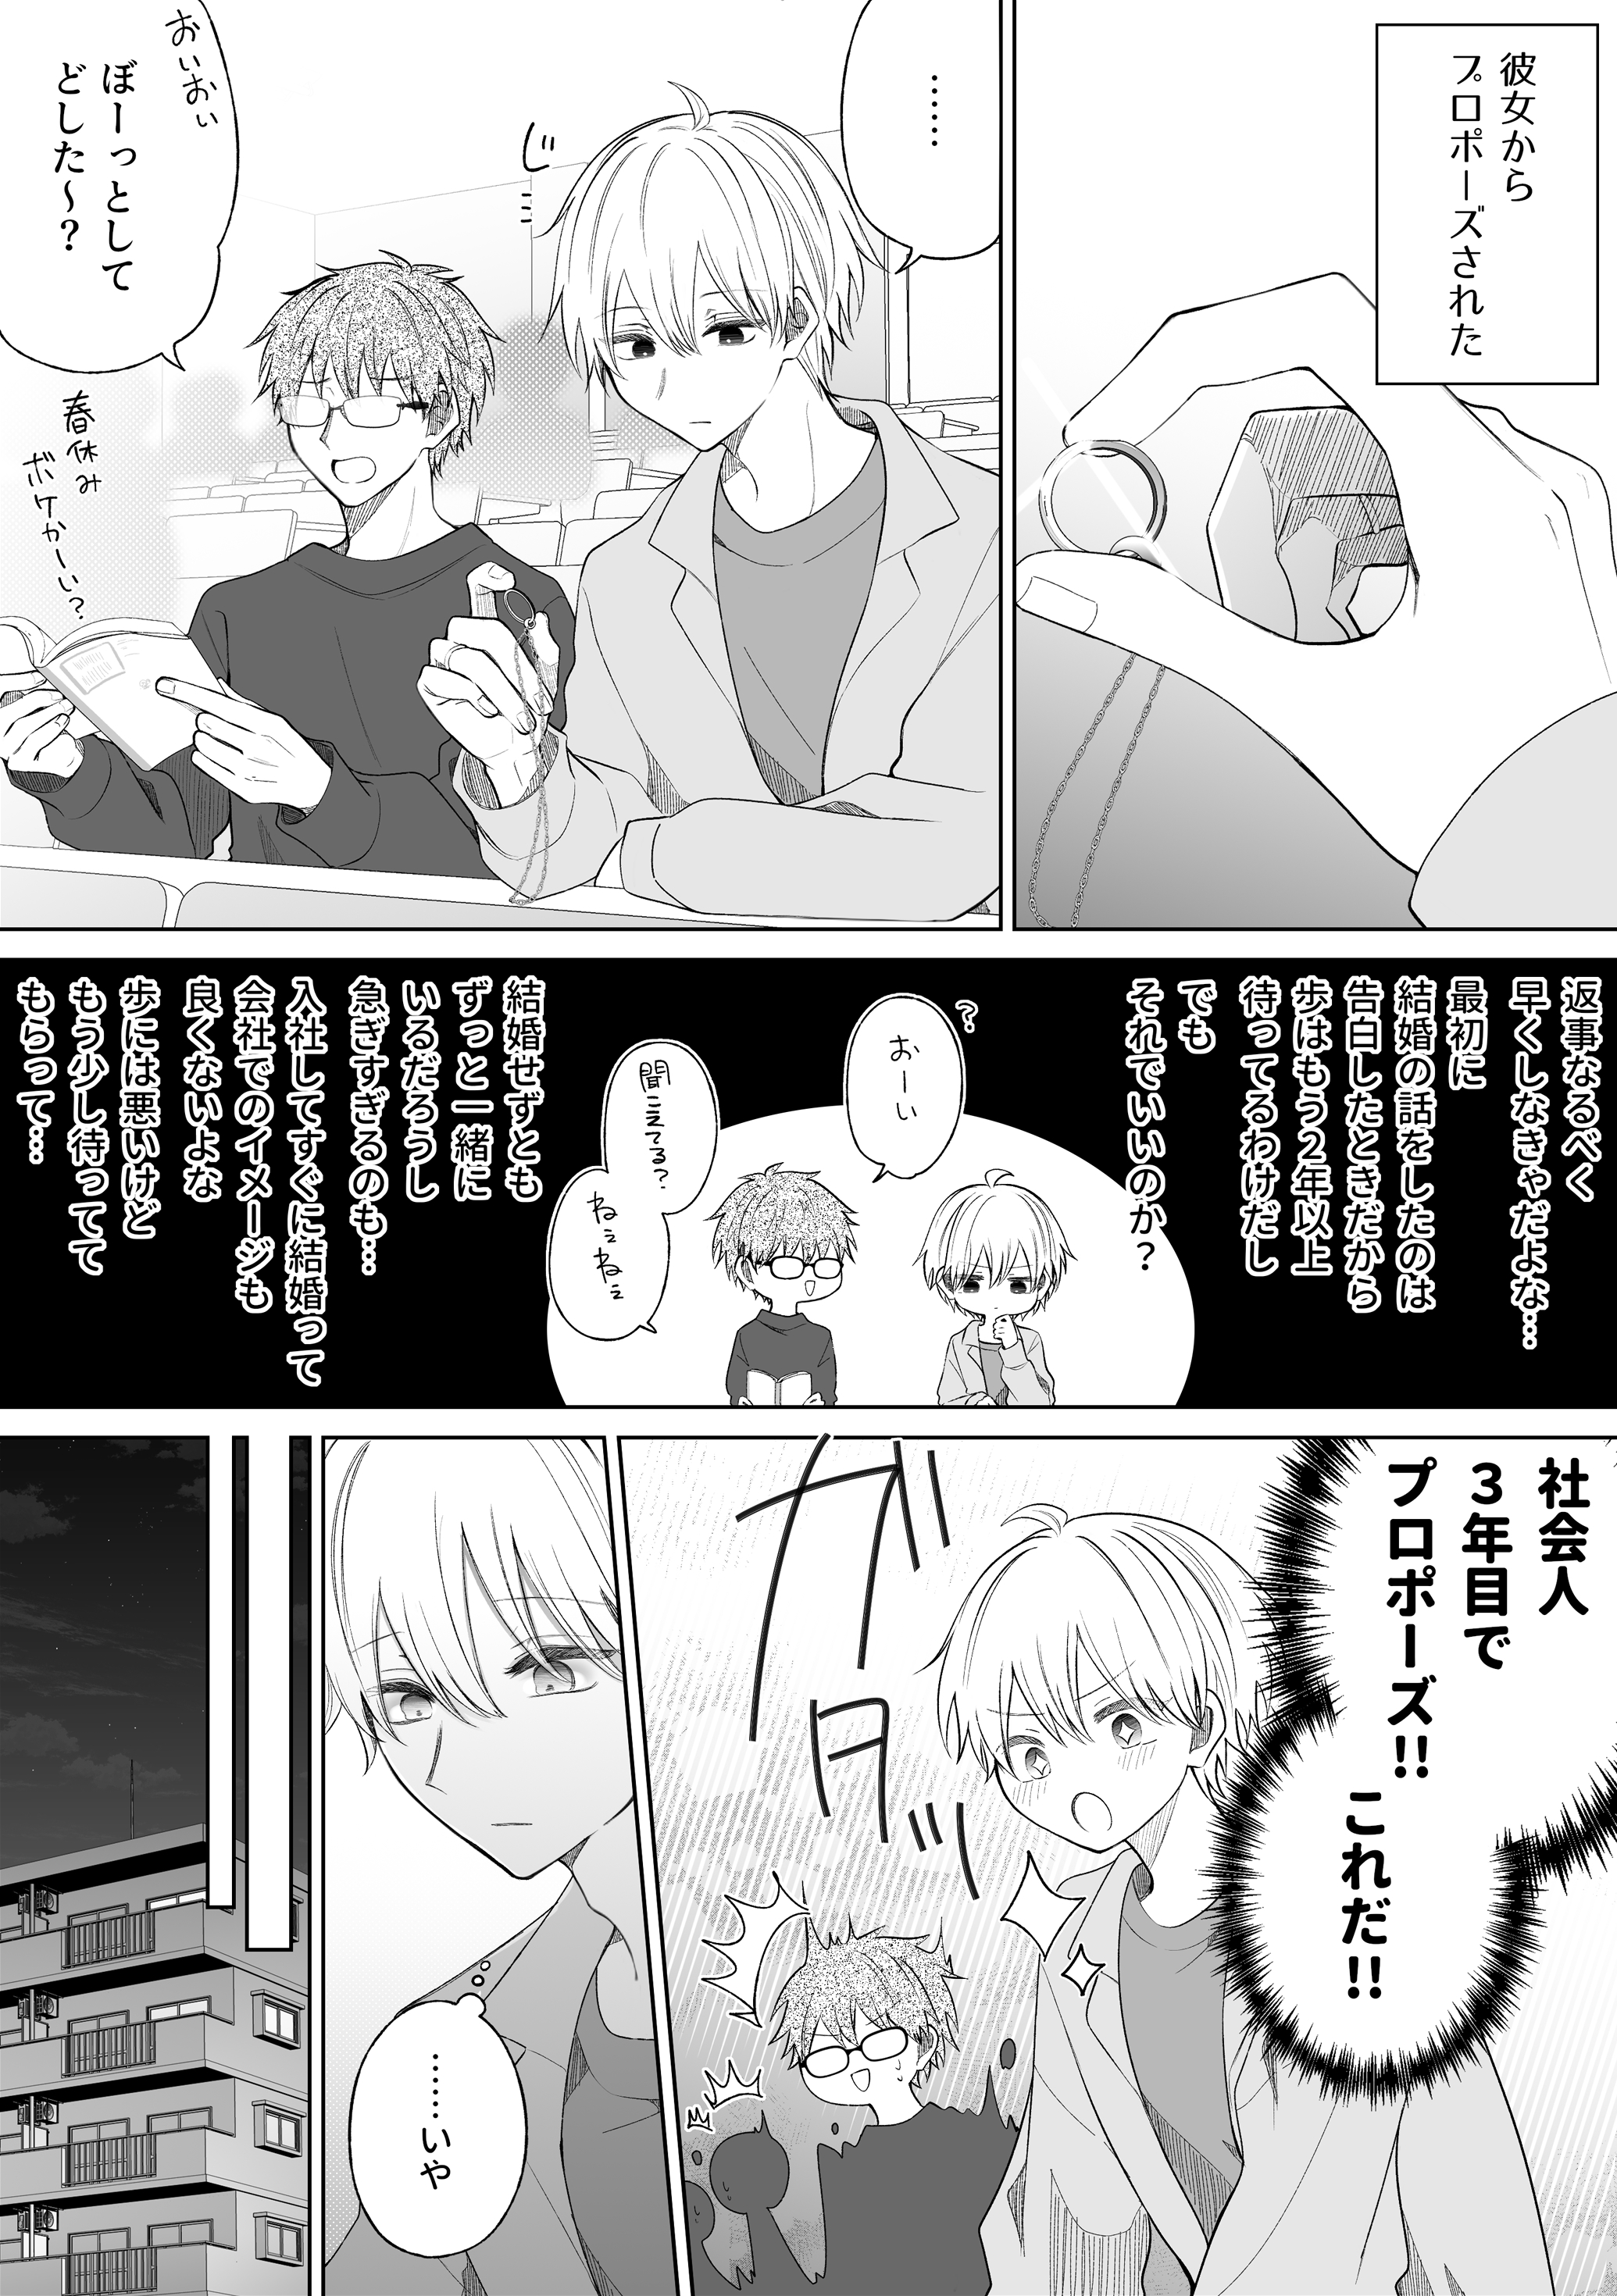 彼女から
プロポーズされた
……
じ
おいおい
ぼーっとして
どした～？
春休み
ボケかーい？
返事なるべく
早くしなきゃだよな…
最初に
結婚の話をしたのは
告白したときだから
歩はもう２年以上
待ってるわけだし
でも
それでいいのか？
？
おーい
聞こえてる？
ねぇねぇ
結婚せずとも
ずっと一緒に
いるだろうし
急ぎすぎるのも…
入社してすぐに結婚って
会社でのイメージも
良くないよな
歩には悪いけど
もう少し待ってて
もらって…
社会人
３年目で
プロポーズ!!
これだ!!
ガタッ
……いや